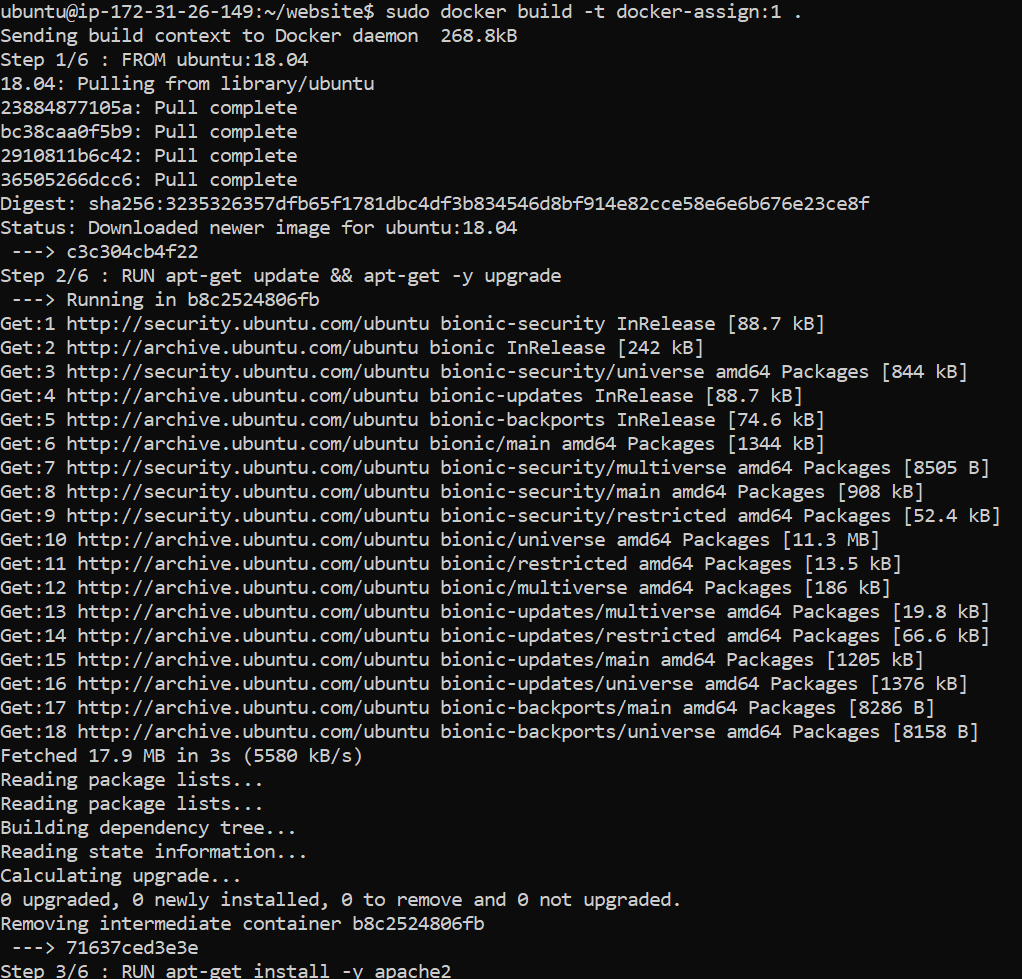 ubuntu@ip-172-31-26-149:~/website$ sudo docker build -t docker-assign:1 .
Sending build context to Docker daemon  268.8kB
Step 1/6 : FROM ubuntu:18.04
18.04: Pulling from library/ubuntu
23884877105a: Pull complete
bc38caa0f5b9: Pull complete
2910811b6c42: Pull complete
36505266dcc6: Pull complete
Digest: sha256:3235326357dfb65f1781dbc4df3b834546d8bf914e82cce58e6e6b676e23ce8f
Status: Downloaded newer image for ubuntu:18.04
 ---> c3c304cb4f22
Step 2/6 : RUN apt-get update && apt-get -y upgrade
 ---> Running in b8c2524806fb
Get:1 http://security.ubuntu.com/ubuntu bionic-security InRelease [88.7 kB]
Get:2 http://archive.ubuntu.com/ubuntu bionic InRelease [242 kB]
Get:3 http://security.ubuntu.com/ubuntu bionic-security/universe amd64 Packages [844 kB]
Get:4 http://archive.ubuntu.com/ubuntu bionic-updates InRelease [88.7 kB]
Get:5 http://archive.ubuntu.com/ubuntu bionic-backports InRelease [74.6 kB]
Get:6 http://archive.ubuntu.com/ubuntu bionic/main amd64 Packages [1344 kB]
Get:7 http://security.ubuntu.com/ubuntu bionic-security/multiverse amd64 Packages [8505 B]
Get:8 http://security.ubuntu.com/ubuntu bionic-security/main amd64 Packages [908 kB]
Get:9 http://security.ubuntu.com/ubuntu bionic-security/restricted amd64 Packages [52.4 kB]
Get:10 http://archive.ubuntu.com/ubuntu bionic/universe amd64 Packages [11.3 MB]
Get:11 http://archive.ubuntu.com/ubuntu bionic/restricted amd64 Packages [13.5 kB]
Get:12 http://archive.ubuntu.com/ubuntu bionic/multiverse amd64 Packages [186 kB]
Get:13 http://archive.ubuntu.com/ubuntu bionic-updates/multiverse amd64 Packages [19.8 kB]
Get:14 http://archive.ubuntu.com/ubuntu bionic-updates/restricted amd64 Packages [66.6 kB]
Get:15 http://archive.ubuntu.com/ubuntu bionic-updates/main amd64 Packages [1205 kB]
Get:16 http://archive.ubuntu.com/ubuntu bionic-updates/universe amd64 Packages [1376 kB]
Get:17 http://archive.ubuntu.com/ubuntu bionic-backports/main amd64 Packages [8286 B]
Get:18 http://archive.ubuntu.com/ubuntu bionic-backports/universe amd64 Packages [8158 B]
Fetched 17.9 MB in 3s (5580 kB/s)
Reading package lists...
Reading package lists...
Building dependency tree...
Reading state information...
Calculating upgrade...
0 upgraded, 0 newly installed, 0 to remove and 0 not upgraded.
Removing intermediate container b8c2524806fb
 ---> 71637ced3e3e
Step 3/6 : RUN apt-get install -y apache2